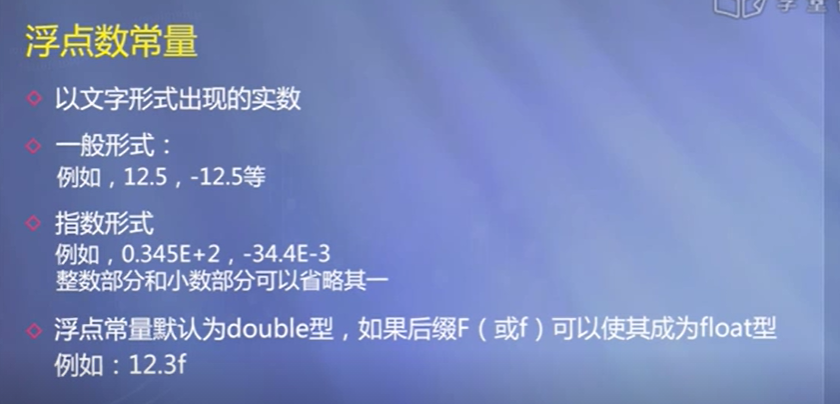 学堂
浮点数常量
以文字形式出现的实数
一般形式：
例如，12.5，-12.5等
指数形式
例如，0.345E+2，-34.4E-3
整数部分和小数部分可以省略其一
浮点常量默认为double型，如果后缀F（或f）可以使其成为float型
例如：12.3f